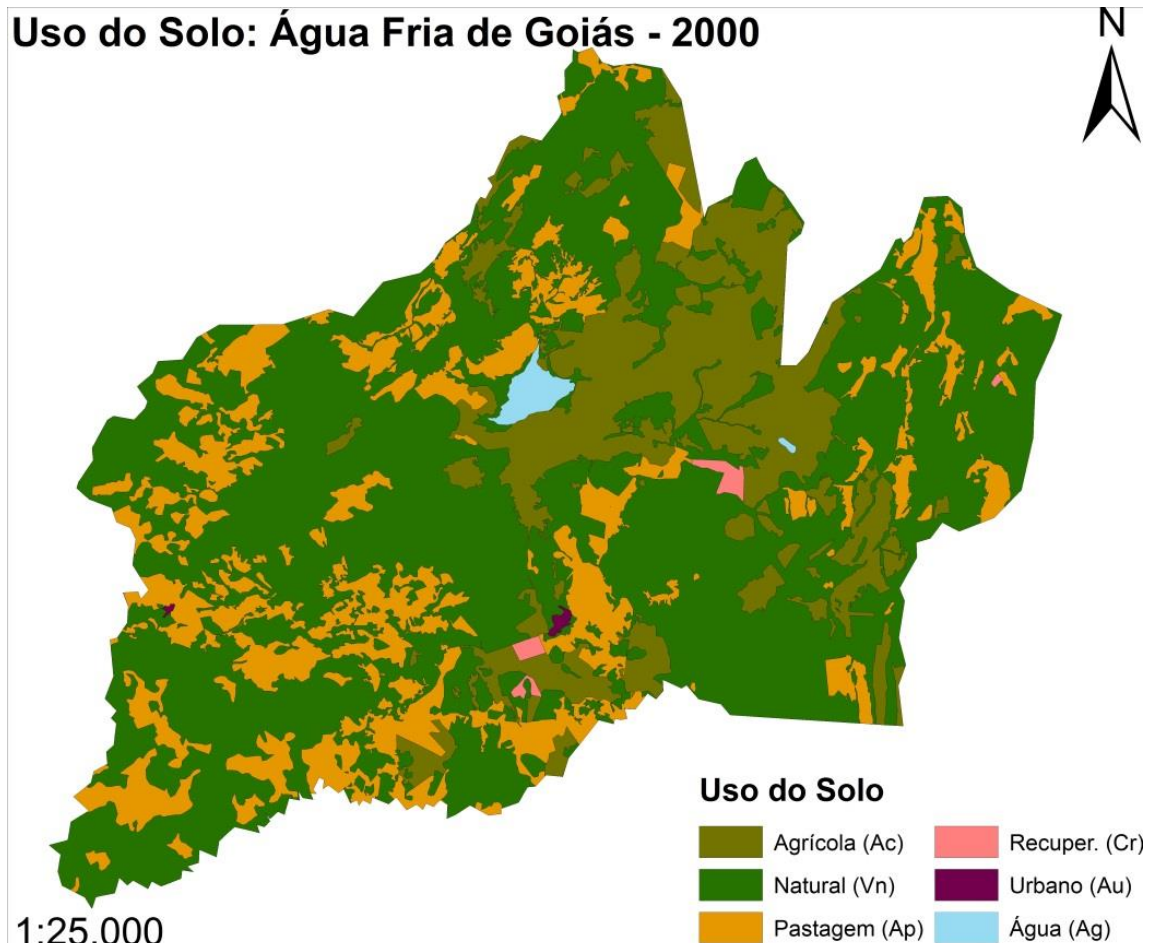 Uso do Solo: Água Fria de Goiás - 2000
N
Uso do Solo
Agrícola (Ac)
Recuper. (Cr)
Natural (Vn)
Urbano (Au)
Pastagem (Ap)
Água (Ag)
1:25.000